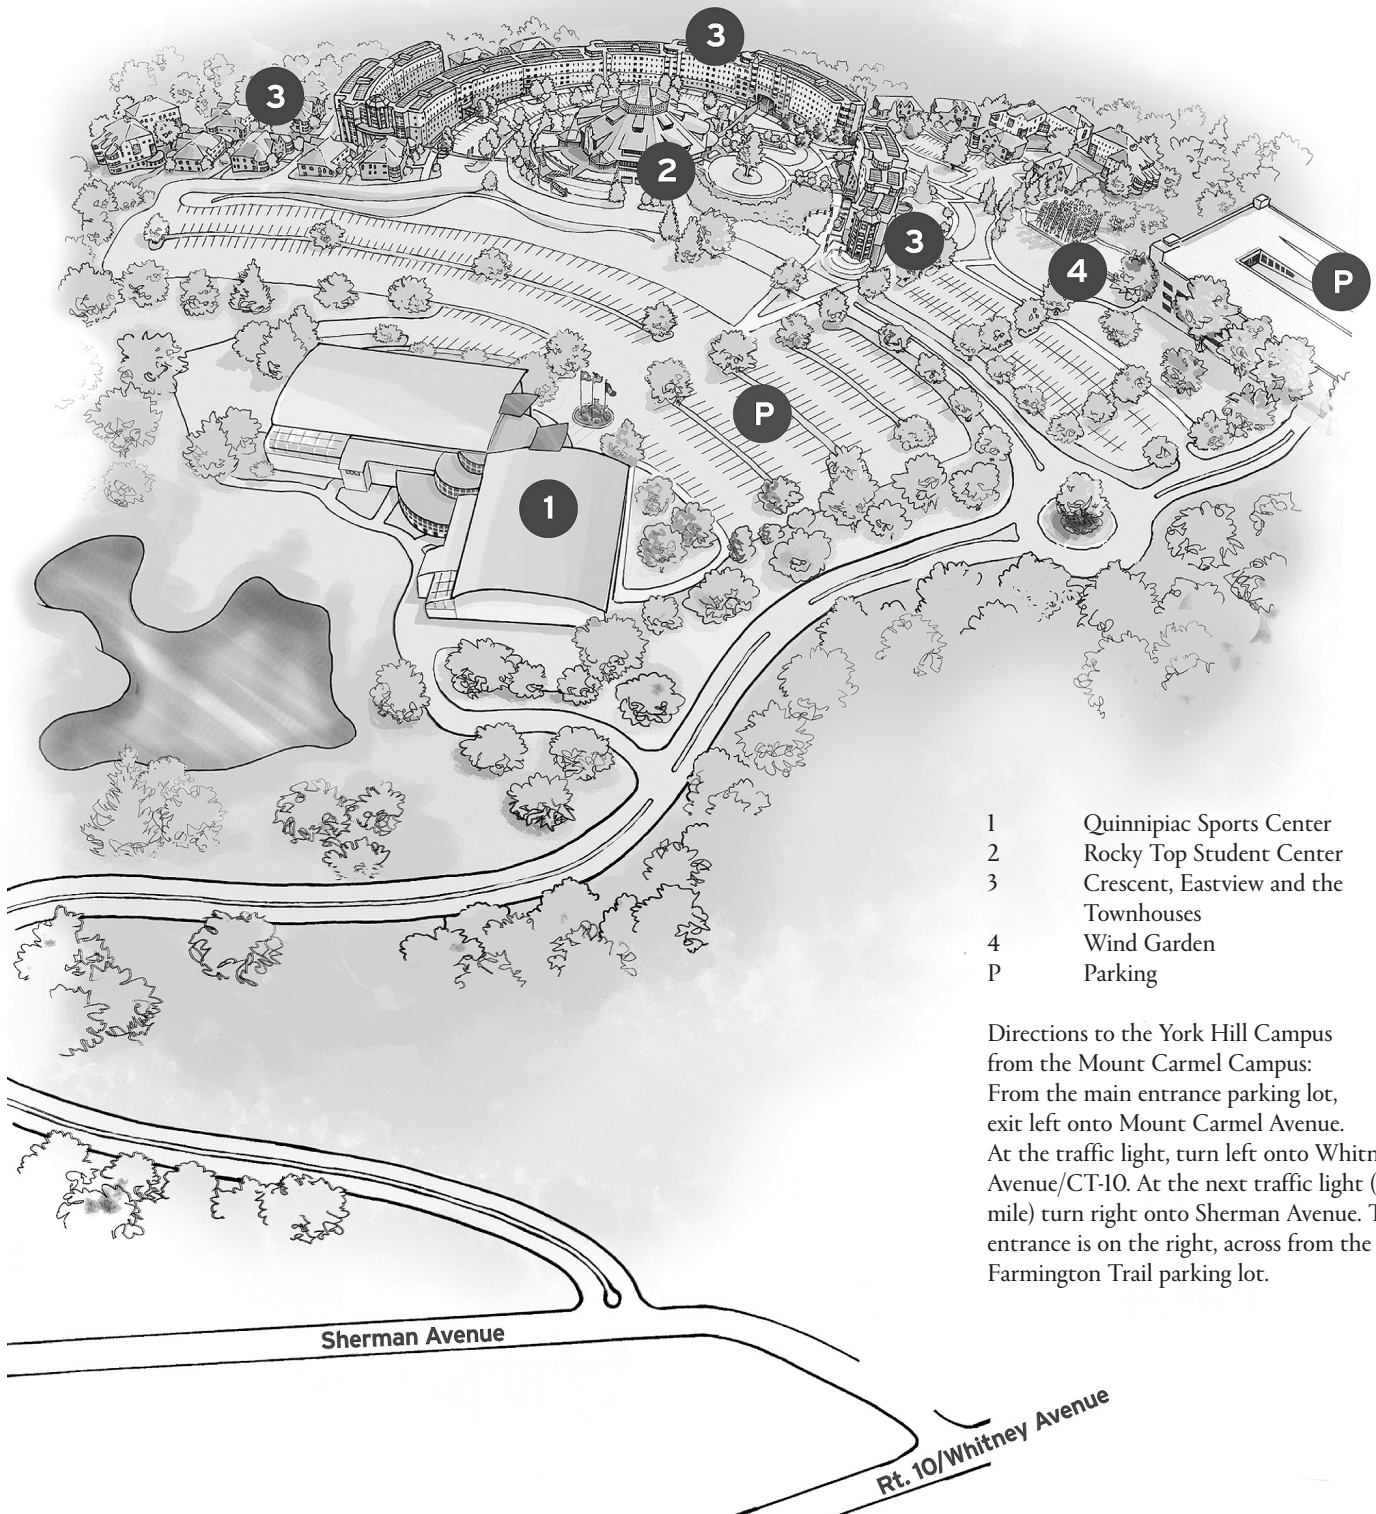 3
3
2
3
4
P
P
1
1 Quinnipiac Sports Center
2 Rocky Top Student Center
3 Crescent, Eastview and the
Townhouses
4 Wind Garden
P Parking
Directions to the York Hill Campus
from the Mount Carmel Campus:
From the main entrance parking lot,
exit left onto Mount Carmel Avenue.
At the traffic light, turn left onto
Avenue/CT-10. At the next traffic light (
mile) turn right onto Sherman Avenue.
entrance is on the right, across from the
Farmington Trail parking lot.
Sherman Avenue
Rt. 10/Whitney Avenue